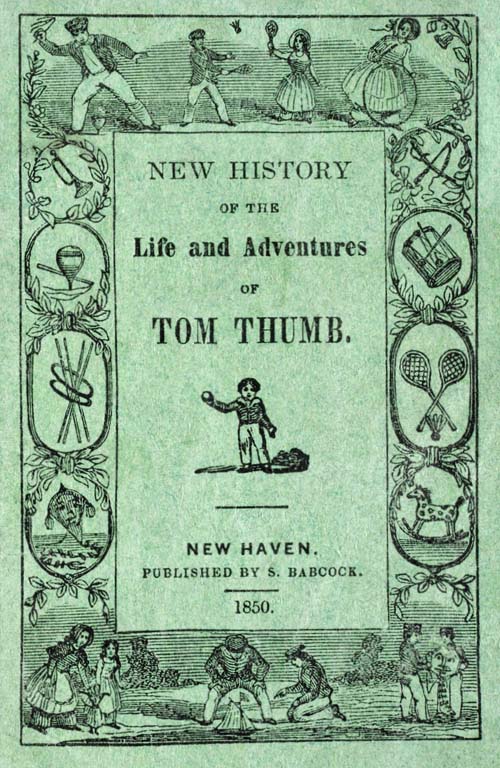 NEW HISTORY
OF THE
Life and Adventures
OF
TOM THUMB.
NEW HAVEN.
PUBLISHED BY S. BABCOCK.
1850.